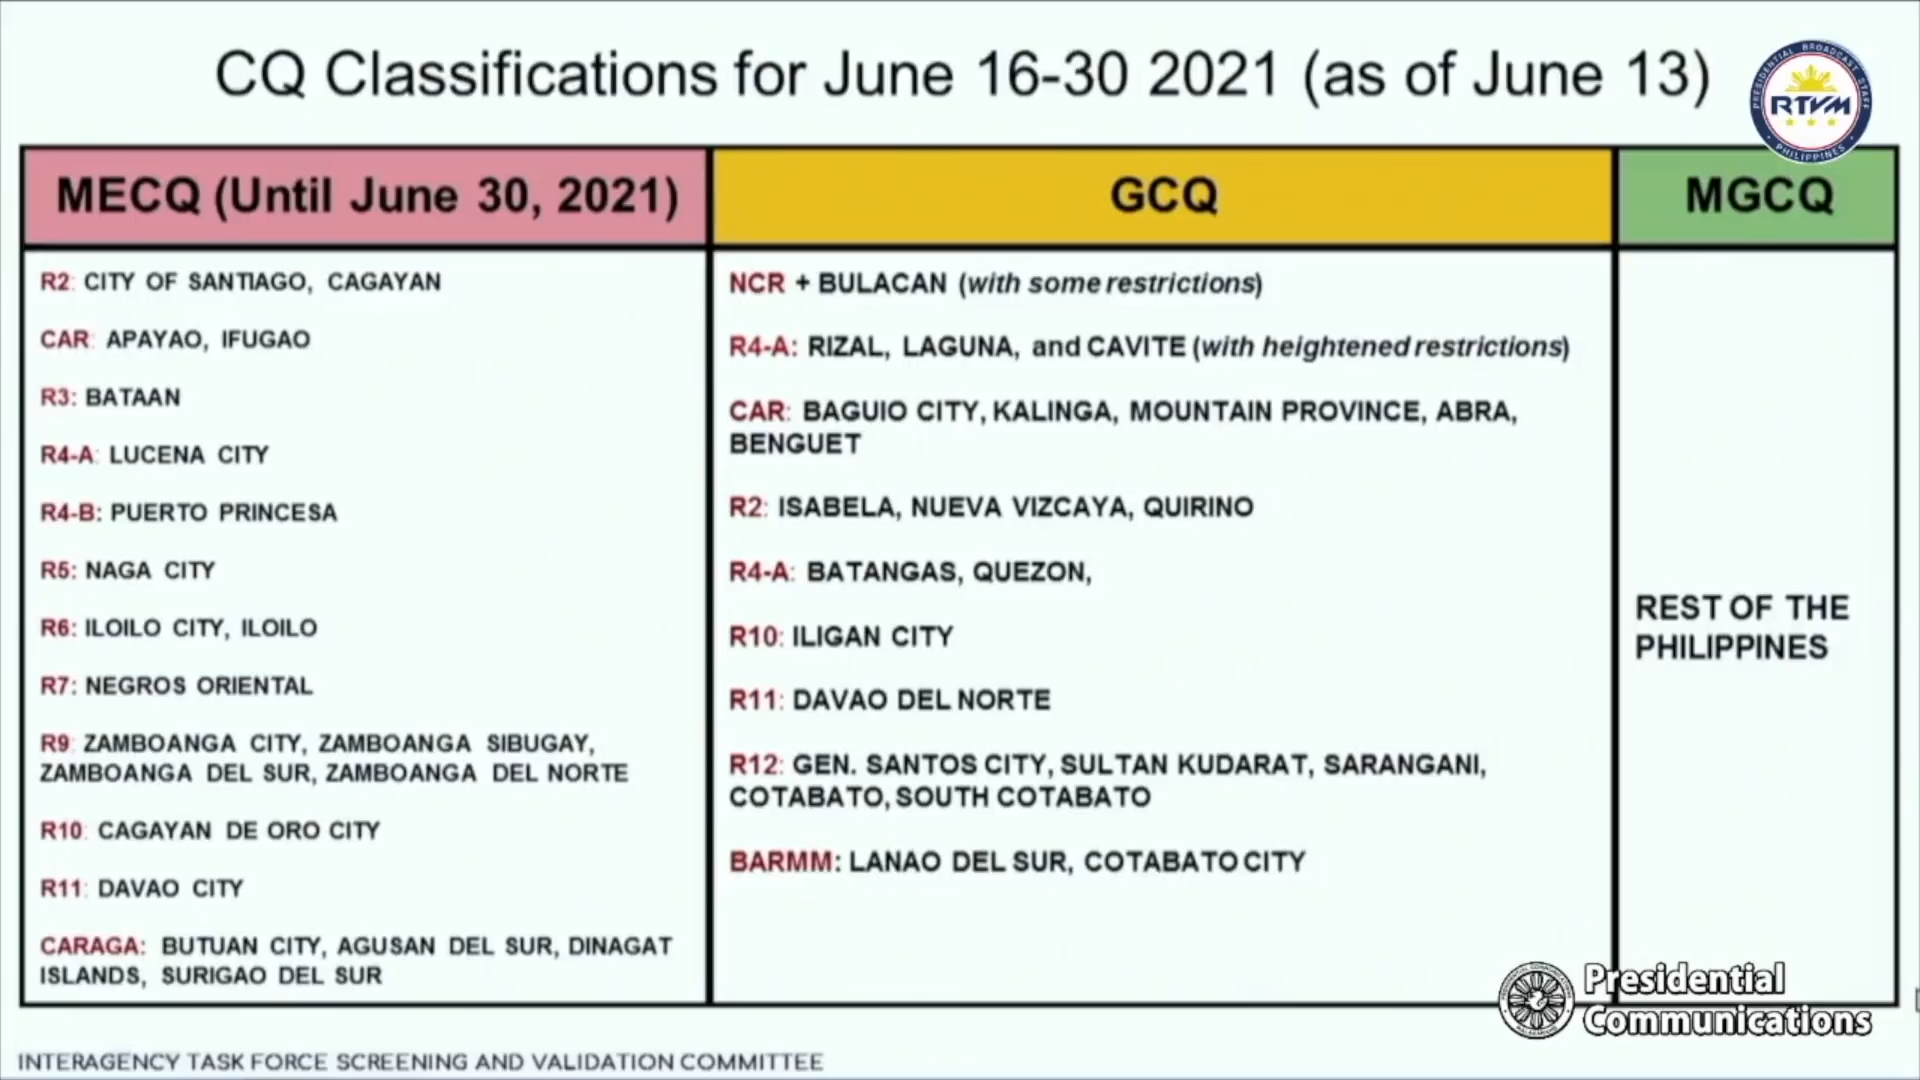 CQ Classifications for June 16-30 2021 (as of June 13)
PRESIDENTIAL BROADCAST STAFF
RTVM
PHILIPPINES
MECQ (Until June 30, 2021)
GCQ
MGCQ
R2: CITY OF SANTIAGO, CAGAYAN
CAR: APAYAO, IFUGAO
R3: BATAAN
R4-A: LUCENA CITY
R4-B: PUERTO PRINCESA
R5: NAGA CITY
R6: ILOILO CITY, ILOILO
R7: NEGROS ORIENTAL
R9: ZAMBOANGA CITY, ZAMBOANGA SIBUGAY,
ZAMBOANGA DEL SUR, ZAMBOANGA DEL NORTE
R10: CAGAYAN DE ORO CITY
R11: DAVAO CITY
CARAGA: BUTUAN CITY, AGUSAN DEL SUR, DINAGAT
ISLANDS, SURIGAO DEL SUR
NCR + BULACAN (with some restrictions)
R4-A: RIZAL, LAGUNA, and CAVITE (with heightened restrictions)
CAR: BAGUIO CITY, KALINGA, MOUNTAIN PROVINCE, ABRA,
BENGUET
R2: ISABELA, NUEVA VIZCAYA, QUIRINO
R4-A: BATANGAS, QUEZON,
R10: ILIGAN CITY
R11: DAVAO DEL NORTE
R12: GEN. SANTOS CITY, SULTAN KUDARAT, SARANGANI,
COTABATO, SOUTH COTABATO
BARMM: LANAO DEL SUR, COTABATO CITY
REST OF THE
PHILIPPINES
Presidential
Communications
INTERAGENCY TASK FORCE SCREENING AND VALIDATION COMMITTEE